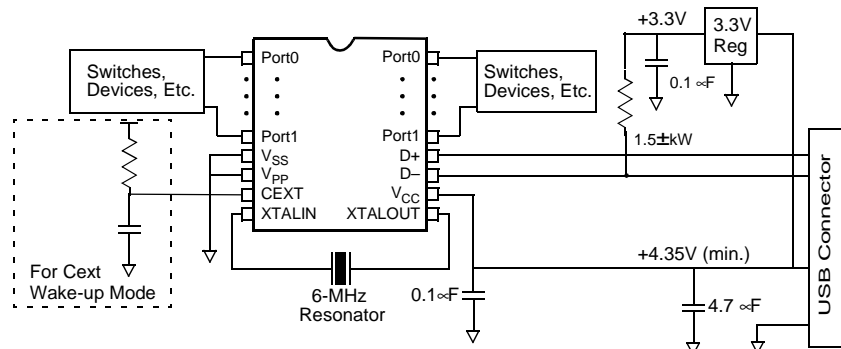 Switches,
Devices, Etc.
Port0
Port1
VSS
VPP
CEXT
XTALIN
Port0
Port1
D+
D–
VCC
XTALOUT
Switches,
Devices, Etc.
+3.3V
3.3V
Reg
0.1 ∝F
1.5±kW
USB Connector
+4.35V (min.)
4.7 ∝F
0.1∝F
6-MHz
Resonator
For Cext
Wake-up Mode